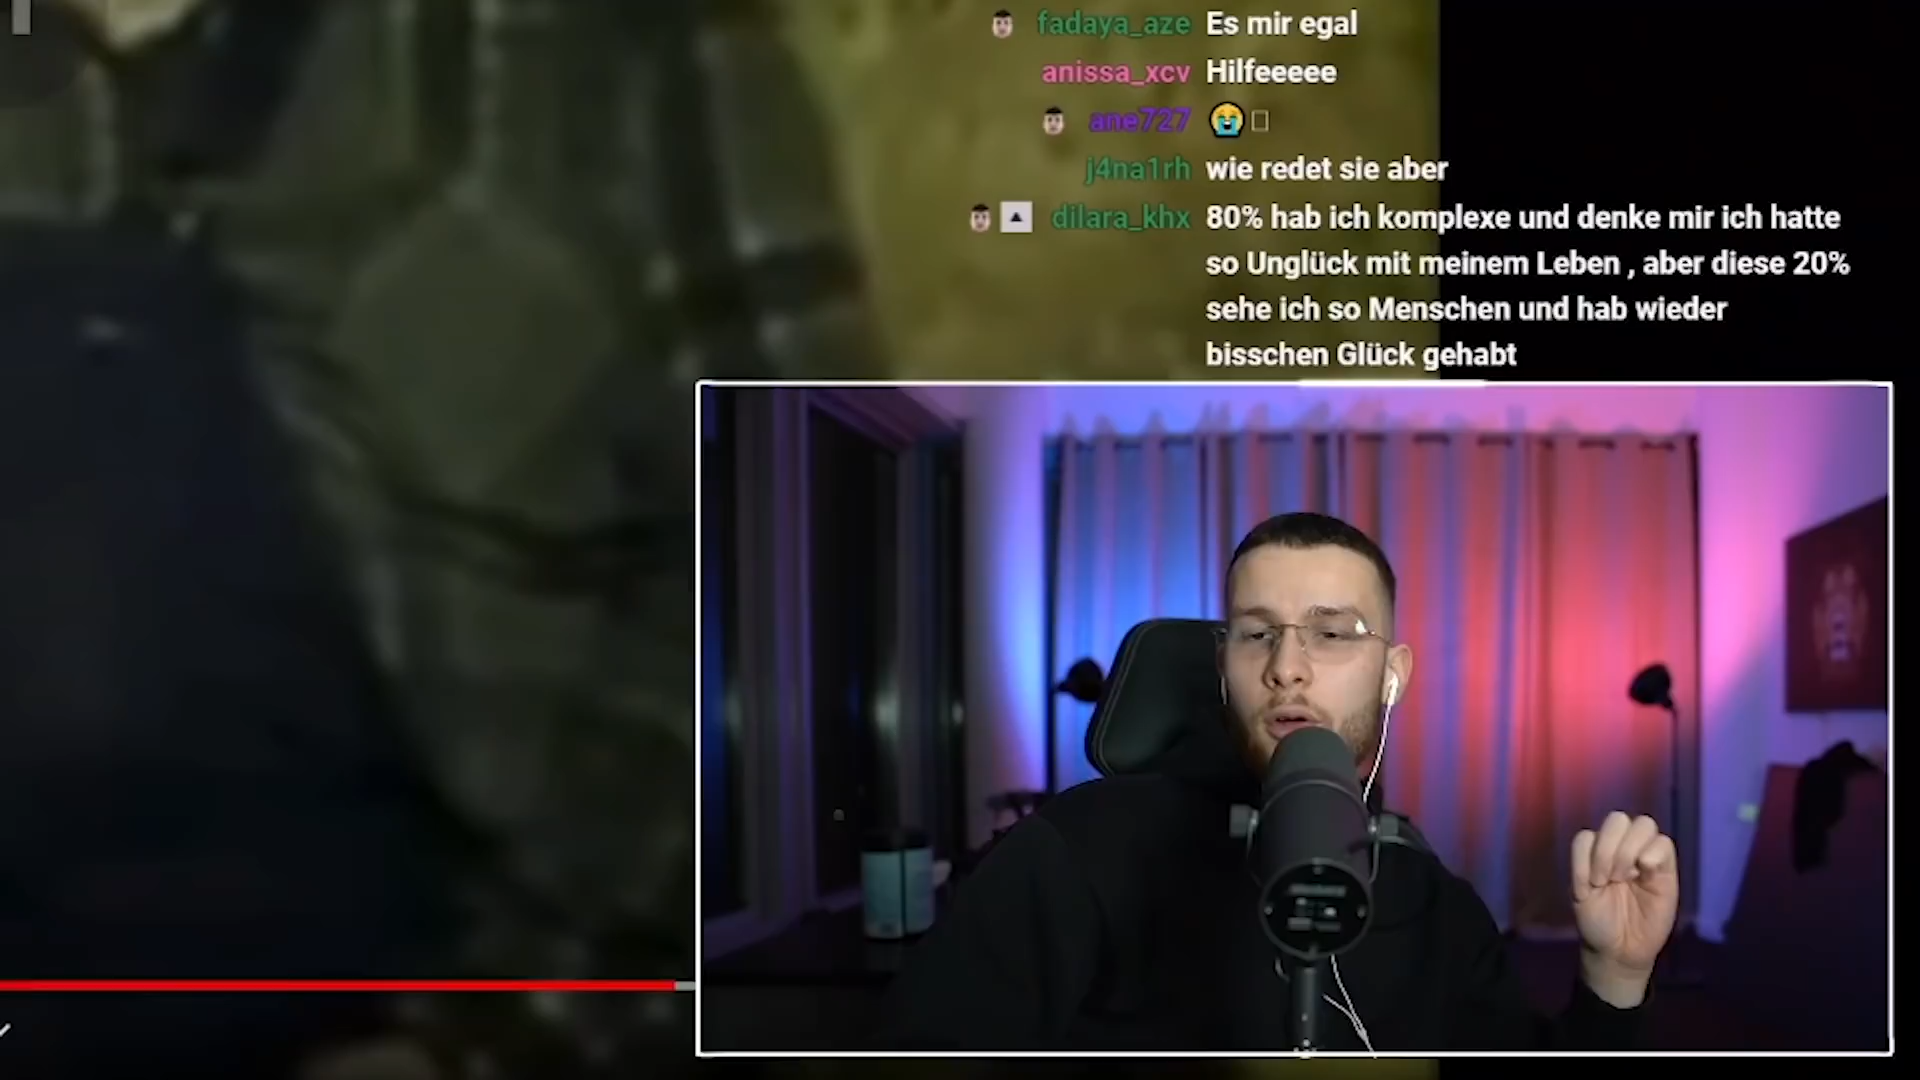 fadaya_aze Es mir egal
anissa_xcv Hilfeeeee
ane727 😭
j4na1rh wie redet sie aber
dilara_khx 80% hab ich komplexe und denke mir ich hatte
so Unglück mit meinem Leben , aber diese 20%
sehe ich so Menschen und hab wieder
bisschen Glück gehabt